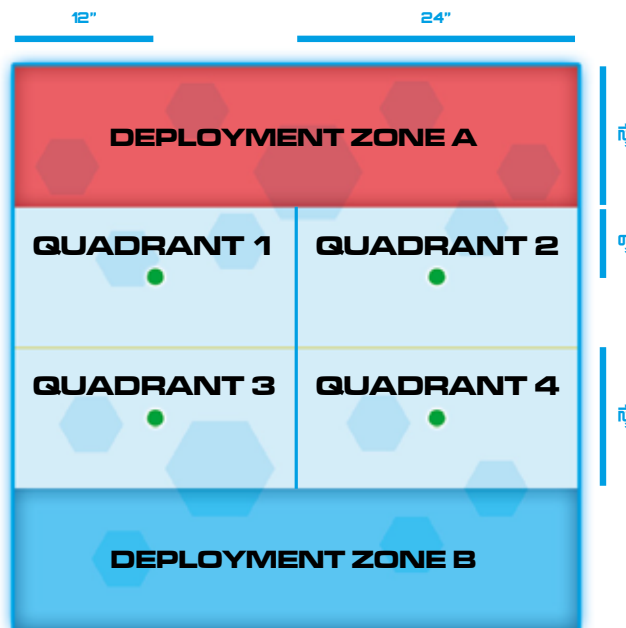 12"
24"
DEPLOYMENT ZONE A
QUADRANT 1
QUADRANT 2
QUADRANT 3
QUADRANT 4
DEPLOYMENT ZONE B